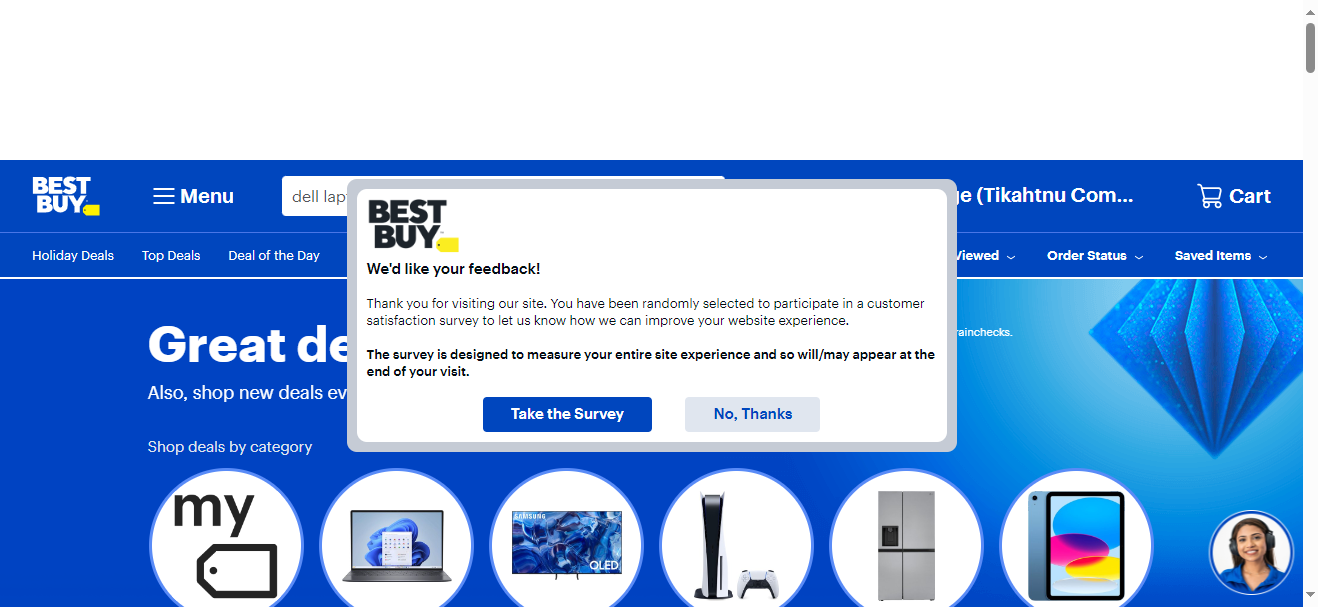 BEST
BUY
Menu
dell lap
ge (Tikahtnu Com...
Cart
Holiday Deals
Top Deals
Deal of the Day
Viewed
Order Status
Saved Items
BEST
BUY
We'd like your feedback!
Thank you for visiting our site. You have been randomly selected to participate in a customer
satisfaction survey to let us know how we can improve your website experience.
The survey is designed to measure your entire site experience and so will/may appear at the
end of your visit.
Take the Survey
No, Thanks
Great de
rainchecks.
Also, shop new deals ev
Shop deals by category
my
SAMSUNG
QLED